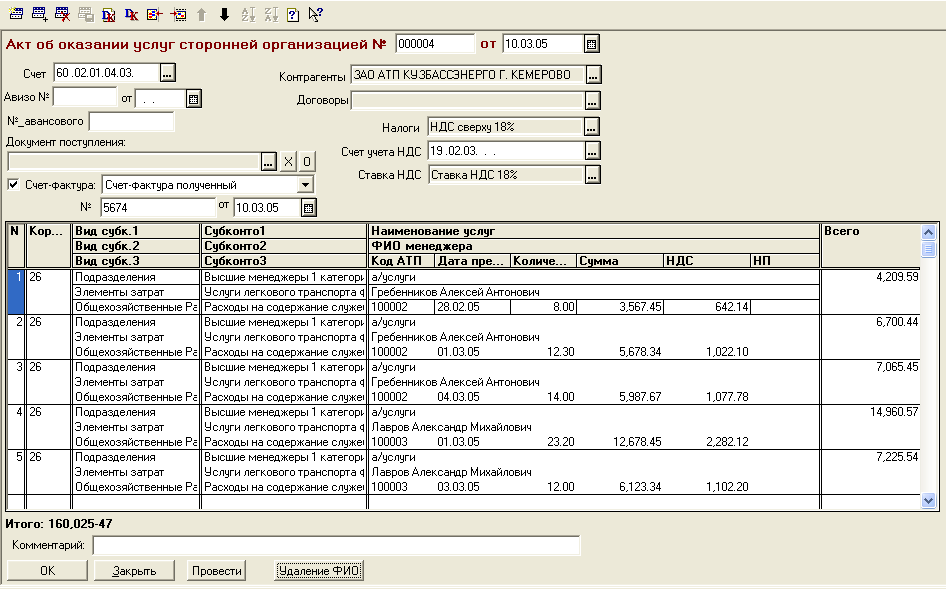 Акт об оказании услуг сторонней организацией № 000004 от 10.03.05
Счет 60 .02.01.04.03. ...
Контрагенты ЗАО АТП КУЗБАССЭНЕРГО Г. КЕМЕРОВО ...
Авизо № от . .
Договоры ...
№_авансового
Налоги НДС сверху 18% ...
Документ поступления:
Счет учета НДС 19 .02.03. . . ...
... X О
Ставка НДС Ставка НДС 18% ...
Счет-фактура: Счет-фактура полученный
№ 5674 от 10.03.05
N Кор... Вид субк.1 Субконто1 Наименование услуг Всего
Вид субк.2 Субконто2 ФИО менеджера
Вид субк.3 Субконто3 Код АТП Дата пре... Количе... Сумма НДС НП
1 26 Подразделения Высшие менеджеры 1 категори а/услуги 4,209.59
Элементы затрат Услуги легкового транспорта ф Гребенников Алексей Антонович
Общехозяйственные Ра Расходы на содержание служеб 100002 28.02.05 8.00 3,567.45 642.14
2 26 Подразделения Высшие менеджеры 1 категори а/услуги 6,700.44
Элементы затрат Услуги легкового транспорта ф Гребенников Алексей Антонович
Общехозяйственные Ра Расходы на содержание служеб 100002 01.03.05 12.30 5,678.34 1,022.10
3 26 Подразделения Высшие менеджеры 1 категори а/услуги 7,065.45
Элементы затрат Услуги легкового транспорта ф Гребенников Алексей Антонович
Общехозяйственные Ра Расходы на содержание служеб 100002 04.03.05 14.00 5,987.67 1,077.78
4 26 Подразделения Высшие менеджеры 1 категори а/услуги 14,960.57
Элементы затрат Услуги легкового транспорта ф Лавров Александр Михайлович
Общехозяйственные Ра Расходы на содержание служеб 100003 01.03.05 23.20 12,678.45 2,282.12
5 26 Подразделения Высшие менеджеры 1 категори а/услуги 7,225.54
Элементы затрат Услуги легкового транспорта ф Лавров Александр Михайлович
Общехозяйственные Ра Расходы на содержание служеб 100003 03.03.05 12.00 6,123.34 1,102.20
Итого: 160,025-47
Комментарий:
OK Закрыть Провести Удаление ФИО